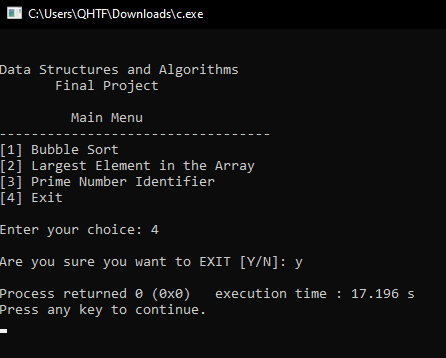 C:\Users\QHTF\Downloads\c.exe
Data Structures and Algorithms
Final Project
Main Menu
----------------------------------
[1] Bubble Sort
[2] Largest Element in the Array
[3] Prime Number Identifier
[4] Exit
Enter your choice: 4
Are you sure you want to EXIT [Y/N]: y
Process returned 0 (0x0)   execution time : 17.196 s
Press any key to continue.